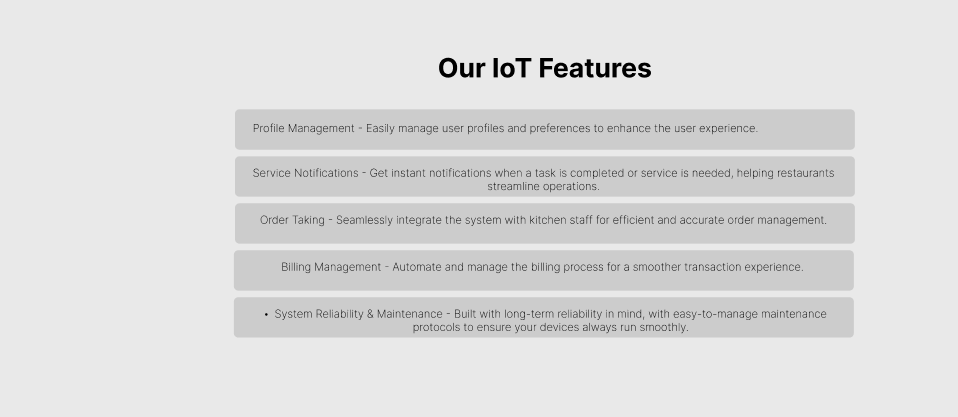 Our IoT Features
Profile Management - Easily manage user profiles and preferences to enhance the user experience.
Service Notifications - Get instant notifications when a task is completed or service is needed, helping restaurants
streamline operations.
Order Taking - Seamlessly integrate the system with kitchen staff for efficient and accurate order management.
Billing Management - Automate and manage the billing process for a smoother transaction experience.
• System Reliability & Maintenance - Built with long-term reliability in mind, with easy-to-manage maintenance
protocols to ensure your devices always run smoothly.